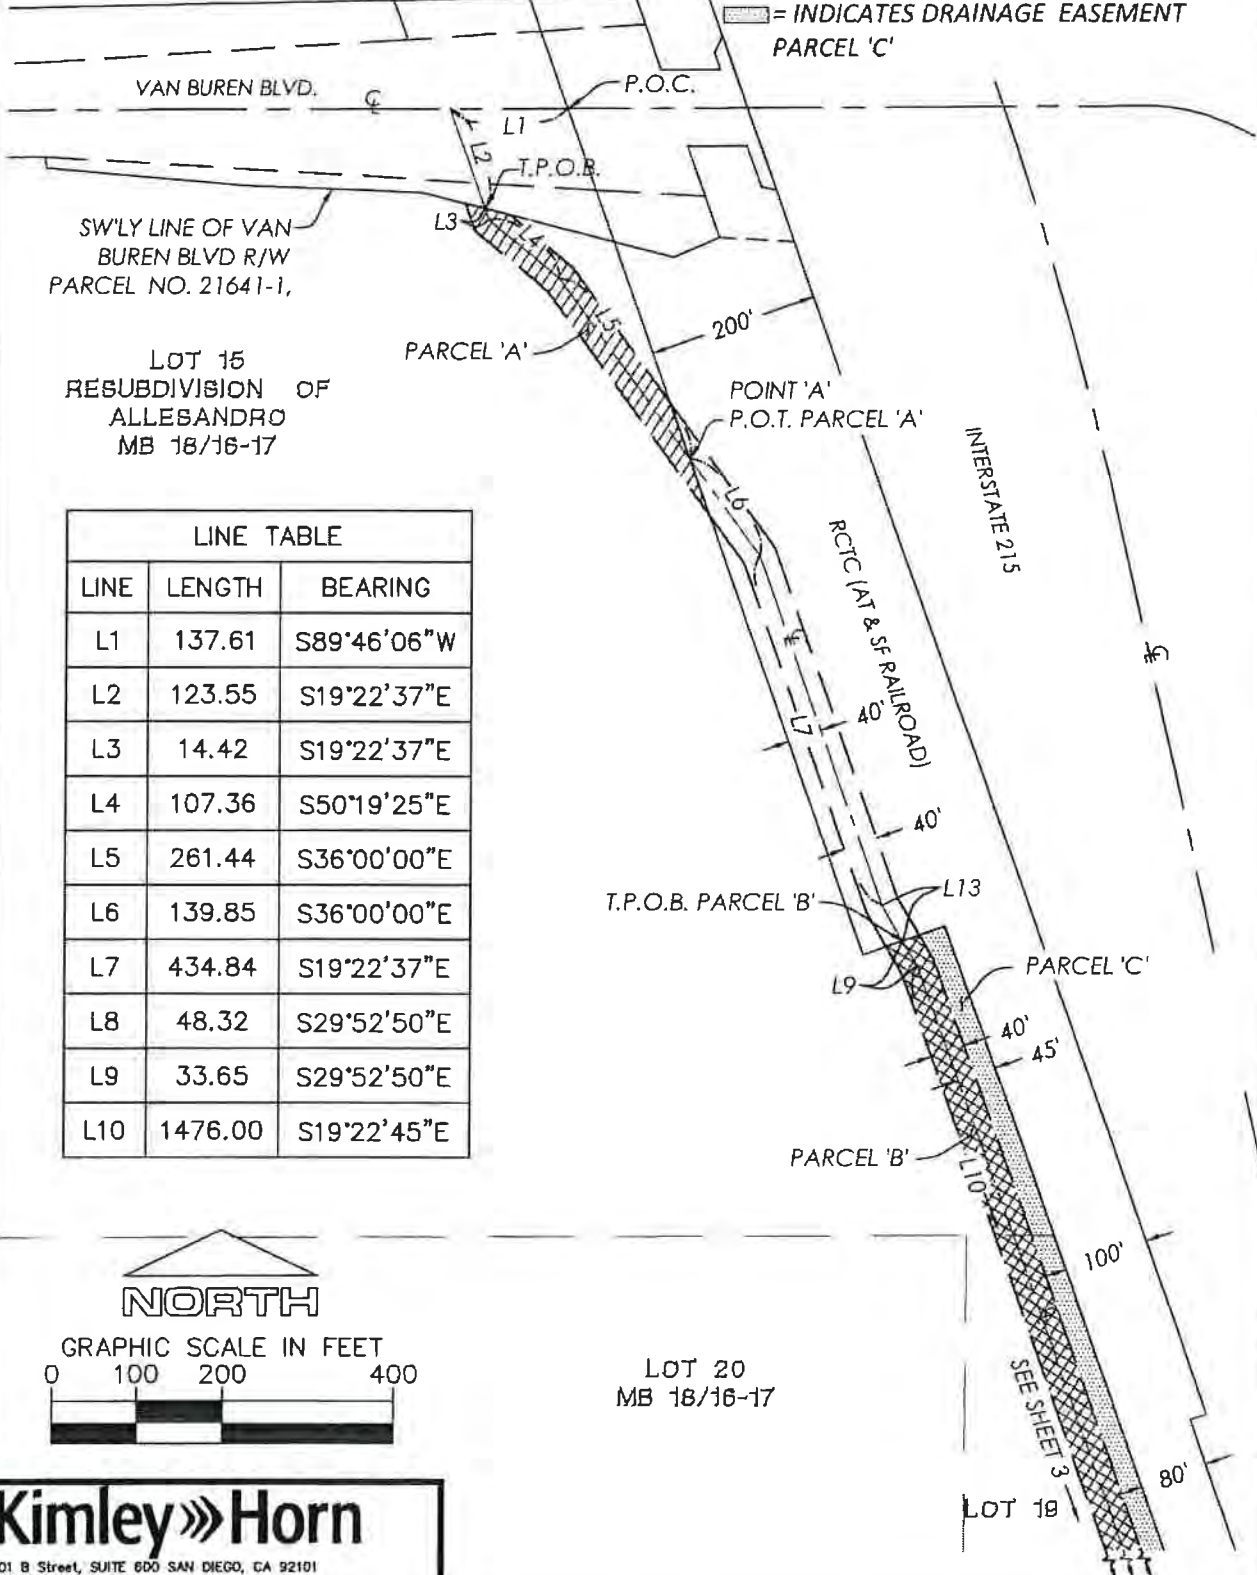 = INDICATES DRAINAGE EASEMENT
PARCEL 'C'
VAN BUREN BLVD.
P.O.C.
L1
L2
T.P.O.B.
L3
L4
SW'LY LINE OF VAN
BUREN BLVD R/W
PARCEL NO. 21641-1,
L5
200'
PARCEL 'A'
LOT 15
RESUBDIVISION OF
ALLESANDRO
MB 18/16-17
POINT 'A'
P.O.T. PARCEL 'A'
L6
INTERSTATE 215
RCTC (AT & SF RAILROAD)
LINE TABLE
LINE LENGTH BEARING
L1 137.61 S89°46'06"W
L2 123.55 S19°22'37"E
L3 14.42 S19°22'37"E
L4 107.36 S50°19'25"E
L5 261.44 S36°00'00"E
L6 139.85 S36°00'00"E
L7 434.84 S19°22'37"E
L8 48.32 S29°52'50"E
L9 33.65 S29°52'50"E
L10 1476.00 S19°22'45"E
L7
40'
40'
L13
T.P.O.B. PARCEL 'B'
L9
PARCEL 'C'
40'
45'
PARCEL 'B'
L10
100'
NORTH
GRAPHIC SCALE IN FEET
0 100 200 400
LOT 20
MB 18/16-17
SEE SHEET 3
80'
LOT 19
Kimley»Horn
01 B Street, SUITE 600 SAN DIEGO, CA 92101